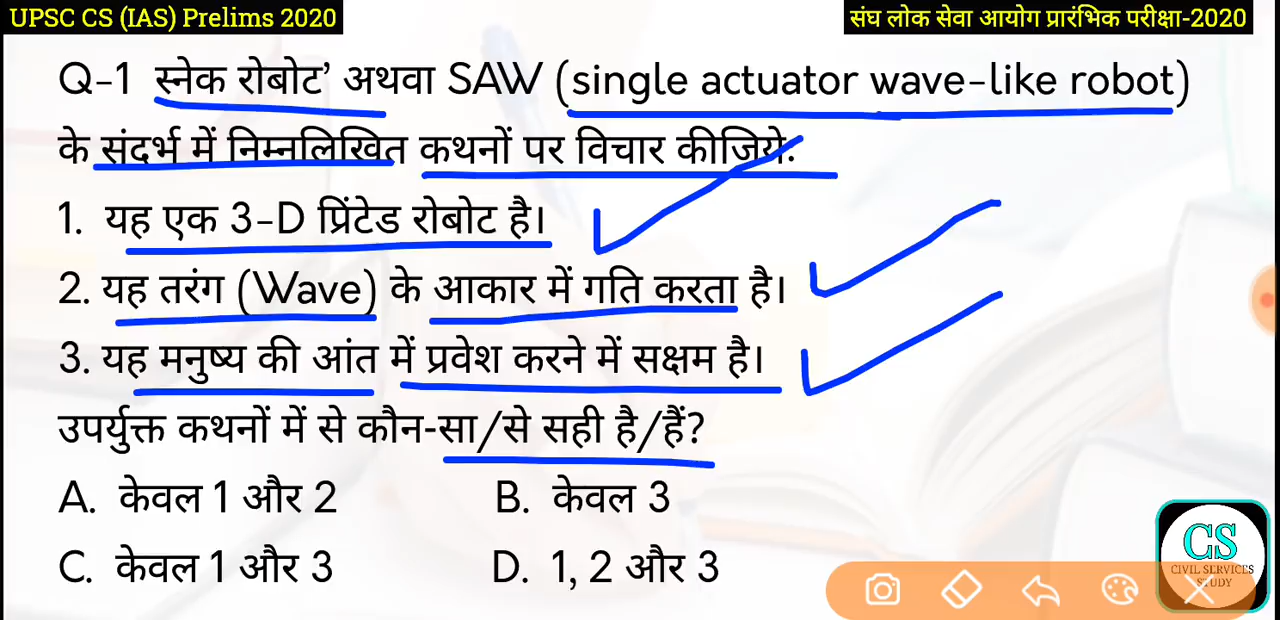 UPSC CS (IAS) Prelims 2020
संघ लोक सेवा आयोग प्रारंभिक परीक्षा-2020
Q-1 स्नेक रोबोट’ अथवा SAW (single actuator wave-like robot)
के संदर्भ में निम्नलिखित कथनों पर विचार कीजिये.
1. यह एक 3-D प्रिंटेड रोबोट है।
2. यह तरंग (Wave) के आकार में गति करता है।
3. यह मनुष्य की आंत में प्रवेश करने में सक्षम है।
उपर्युक्त कथनों में से कौन-सा/से सही है/हैं?
A. केवल 1 और 2 B. केवल 3
C. केवल 1 और 3 D. 1, 2 और 3
CS
CIVIL SERVICES
STUDY